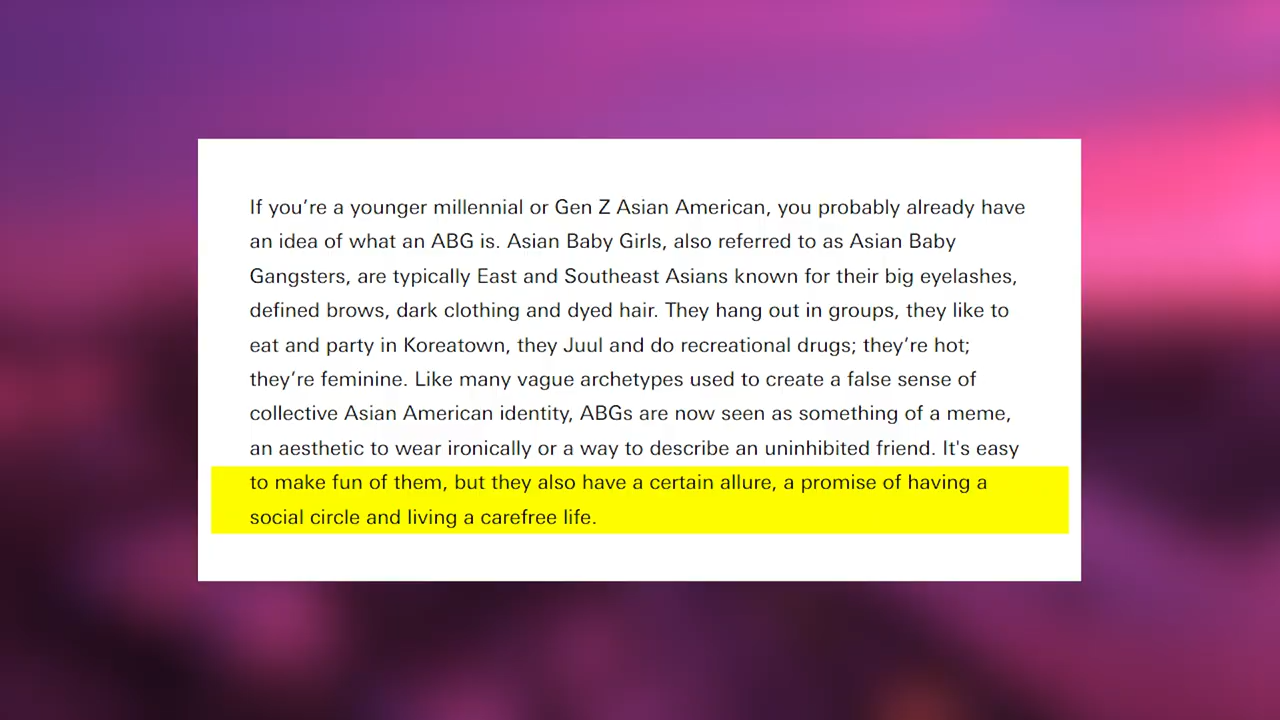 If you’re a younger millennial or Gen Z Asian American, you probably already have
an idea of what an ABG is. Asian Baby Girls, also referred to as Asian Baby
Gangsters, are typically East and Southeast Asians known for their big eyelashes,
defined brows, dark clothing and dyed hair. They hang out in groups, they like to
eat and party in Koreatown, they Juul and do recreational drugs; they’re hot;
they’re feminine. Like many vague archetypes used to create a false sense of
collective Asian American identity, ABGs are now seen as something of a meme,
an aesthetic to wear ironically or a way to describe an uninhibited friend. It's easy
to make fun of them, but they also have a certain allure, a promise of having a
social circle and living a carefree life.